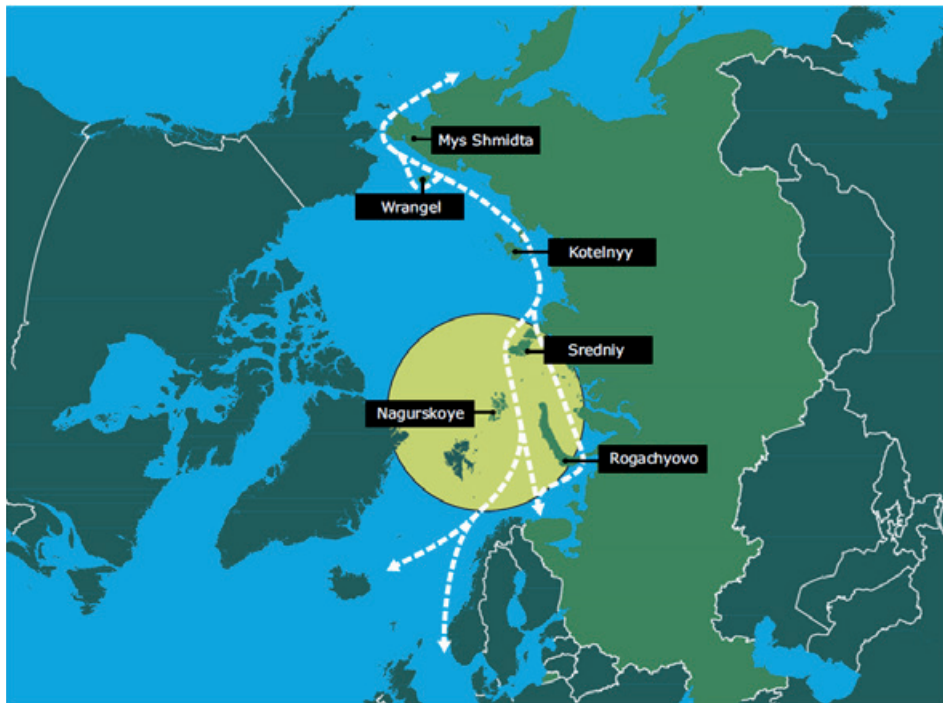 Mys Shmidta
Wrangel
Kotelnyy
Sredniy
Nagurskoye
Rogachyovo